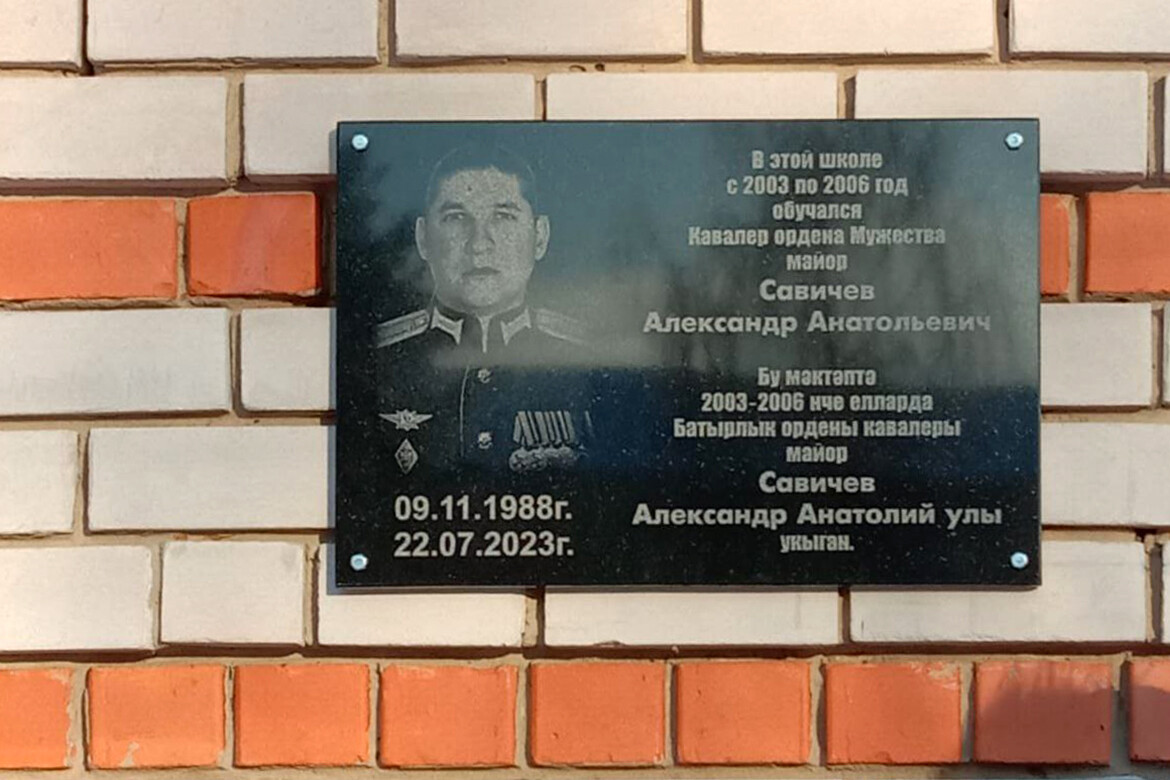 В этой школе
с 2003 по 2006 год
обучался
Кавалер ордена Мужества
майор
Савичев
Александр Анатольевич
Бу мәктәптә
2003-2006 нче елларда
Батырлык ордены кавалеры
майор
Савичев
Александр Анатолий улы
укыган.
09.11.1988г.
22.07.2023г.